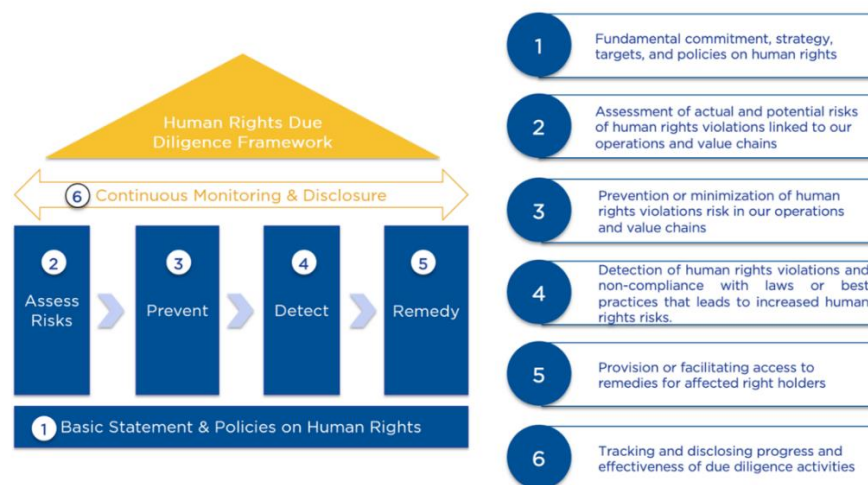 Human Rights Due
Diligence Framework
6 Continuous Monitoring & Disclosure
2
Assess
Risks
3
Prevent
4
Detect
5
Remedy
1 Basic Statement & Policies on Human Rights
1
Fundamental commitment, strategy,
targets, and policies on human rights
2
Assessment of actual and potential risks
of human rights violations linked to our
operations and value chains
3
Prevention or minimization of human
rights violations risk in our operations
and value chains
4
Detection of human rights violations and
non-compliance with laws or best
practices that leads to increased human
rights risks.
5
Provision or facilitating access to
remedies for affected right holders
6
Tracking and disclosing progress and
effectiveness of due diligence activities